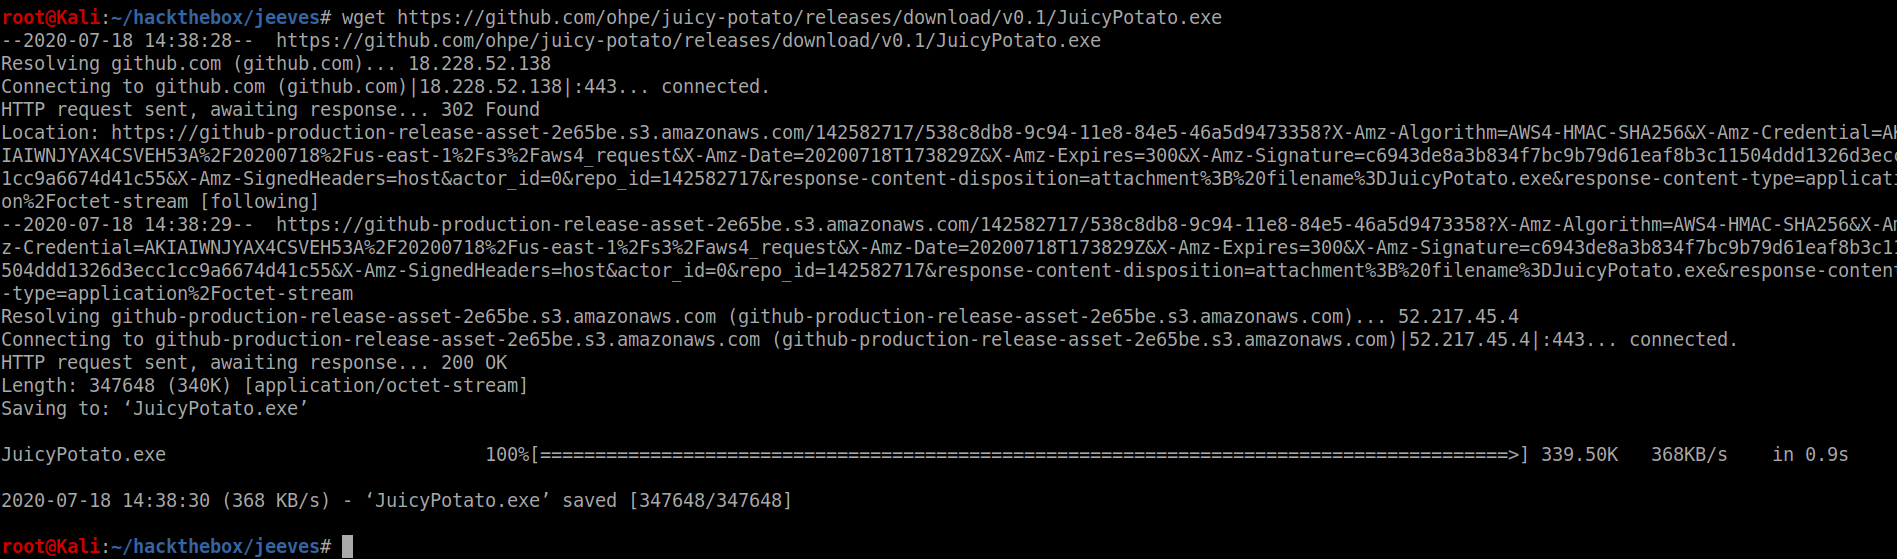 root@Kali:~/hackthebox/jeeves# wget https://github.com/ohpe/juicy-potato/releases/download/v0.1/JuicyPotato.exe
--2020-07-18 14:38:28--  https://github.com/ohpe/juicy-potato/releases/download/v0.1/JuicyPotato.exe
Resolving github.com (github.com)... 18.228.52.138
Connecting to github.com (github.com)|18.228.52.138|:443... connected.
HTTP request sent, awaiting response... 302 Found
Location: https://github-production-release-asset-2e65be.s3.amazonaws.com/142582717/538c8db8-9c94-11e8-84e5-46a5d9473358?X-Amz-Algorithm=AWS4-HMAC-SHA256&X-Amz-Credential=AK
IAIWNJYAX4CSVEH53A%2F20200718%2Fus-east-1%2Fs3%2Faws4_request&X-Amz-Date=20200718T173829Z&X-Amz-Expires=300&X-Amz-Signature=c6943de8a3b834f7bc9b79d61eaf8b3c11504ddd1326d3ecc
1cc9a6674d41c55&X-Amz-SignedHeaders=host&actor_id=0&repo_id=142582717&response-content-disposition=attachment%3B%20filename%3DJuicyPotato.exe&response-content-type=applicati
on%2Foctet-stream [following]
--2020-07-18 14:38:29--  https://github-production-release-asset-2e65be.s3.amazonaws.com/142582717/538c8db8-9c94-11e8-84e5-46a5d9473358?X-Amz-Algorithm=AWS4-HMAC-SHA256&X-Am
z-Credential=AKIAIWNJYAX4CSVEH53A%2F20200718%2Fus-east-1%2Fs3%2Faws4_request&X-Amz-Date=20200718T173829Z&X-Amz-Expires=300&X-Amz-Signature=c6943de8a3b834f7bc9b79d61eaf8b3c11
504ddd1326d3ecc1cc9a6674d41c55&X-Amz-SignedHeaders=host&actor_id=0&repo_id=142582717&response-content-disposition=attachment%3B%20filename%3DJuicyPotato.exe&response-content
-type=application%2Foctet-stream
Resolving github-production-release-asset-2e65be.s3.amazonaws.com (github-production-release-asset-2e65be.s3.amazonaws.com)... 52.217.45.4
Connecting to github-production-release-asset-2e65be.s3.amazonaws.com (github-production-release-asset-2e65be.s3.amazonaws.com)|52.217.45.4|:443... connected.
HTTP request sent, awaiting response... 200 OK
Length: 347648 (340K) [application/octet-stream]
Saving to: ‘JuicyPotato.exe’
JuicyPotato.exe                             100%[========================================================================================>] 339.50K   368KB/s    in 0.9s
2020-07-18 14:38:30 (368 KB/s) - ‘JuicyPotato.exe’ saved [347648/347648]
root@Kali:~/hackthebox/jeeves#